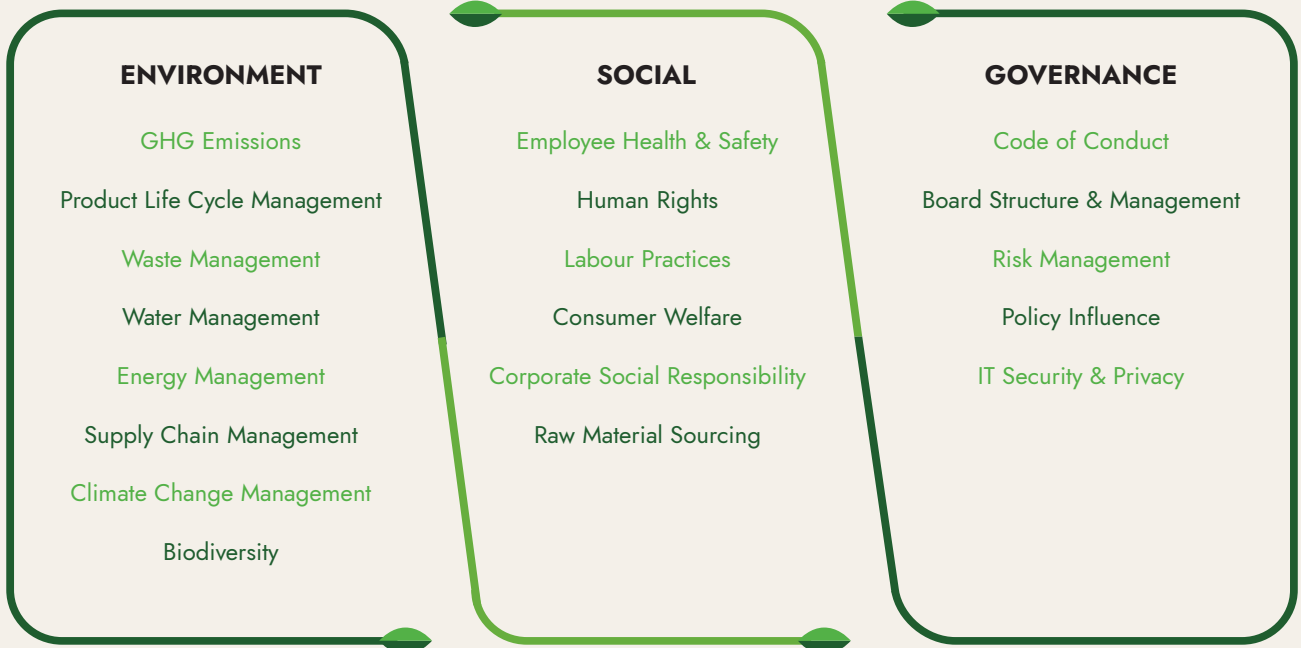 ENVIRONMENT
GHG Emissions
Product Life Cycle Management
Waste Management
Water Management
Energy Management
Supply Chain Management
Climate Change Management
Biodiversity
SOCIAL
Employee Health & Safety
Human Rights
Labour Practices
Consumer Welfare
Corporate Social Responsibility
Raw Material Sourcing
GOVERNANCE
Code of Conduct
Board Structure & Management
Risk Management
Policy Influence
IT Security & Privacy